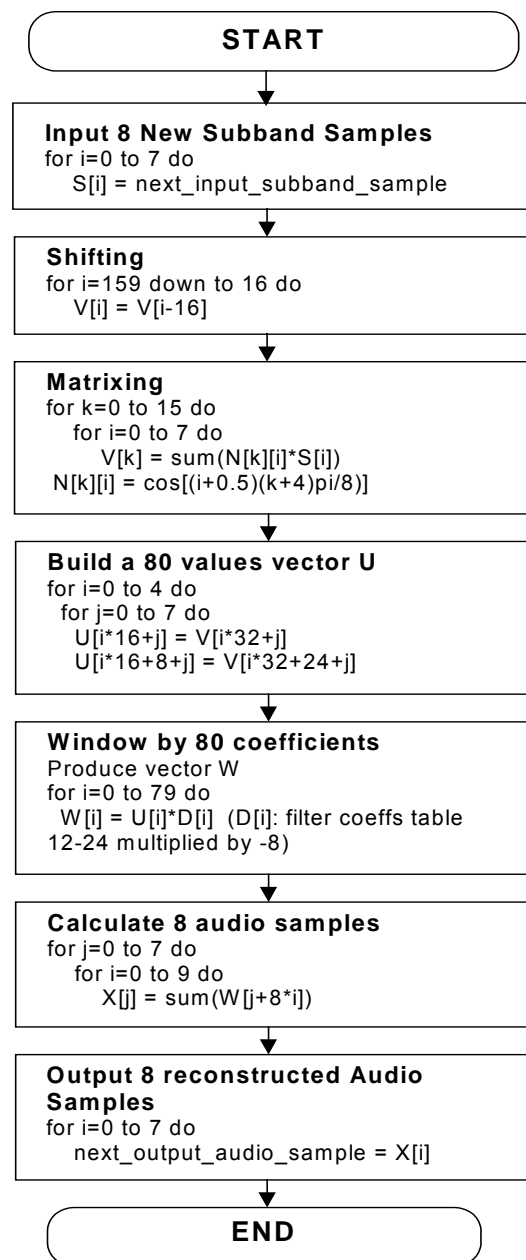 START
Input 8 New Subband Samples
for i=0 to 7 do
S[i] = next_input_subband_sample
Shifting
for i=159 down to 16 do
V[i] = V[i-16]
Matrixing
for k=0 to 15 do
for i=0 to 7 do
V[k] = sum(N[k][i]*S[i])
N[k][i] = cos[(i+0.5)(k+4)pi/8)]
Build a 80 values vector U
for i=0 to 4 do
for j=0 to 7 do
U[i*16+j] = V[i*32+j]
U[i*16+8+j] = V[i*32+24+j]
Window by 80 coefficients
Produce vector W
for i=0 to 79 do
W[i] = U[i]*D[i] (D[i]: filter coeffs table
12-24 multiplied by -8)
Calculate 8 audio samples
for j=0 to 7 do
for i=0 to 9 do
X[j] = sum(W[j+8*i])
Output 8 reconstructed Audio
Samples
for i=0 to 7 do
next_output_audio_sample = X[i]
END